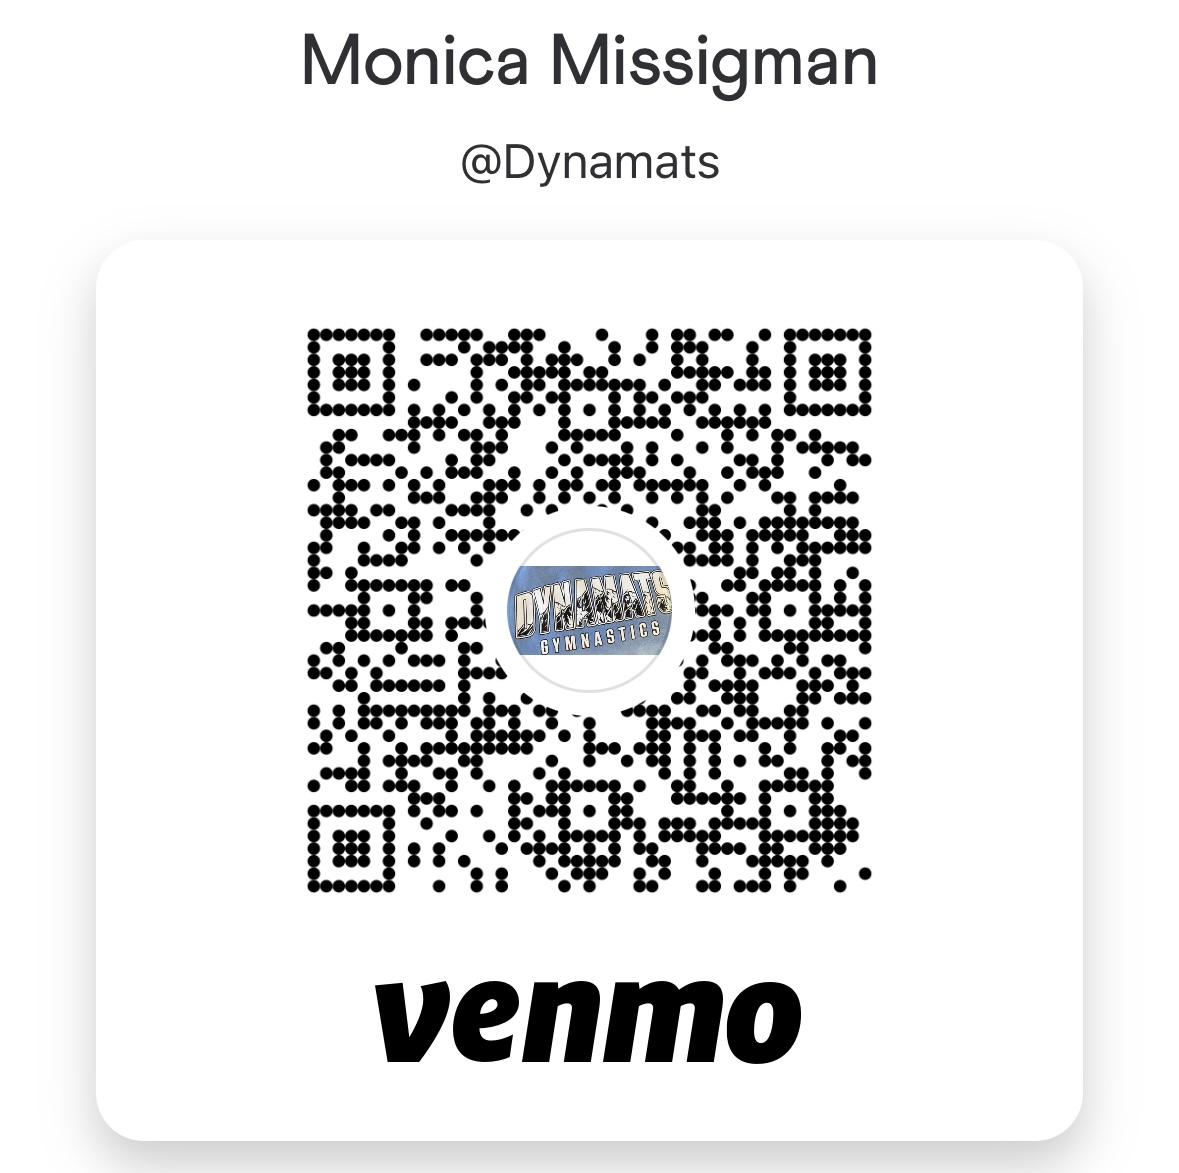 Monica Missigman
@Dynamats
DYNAMATS
GYMNASTICS
venmo